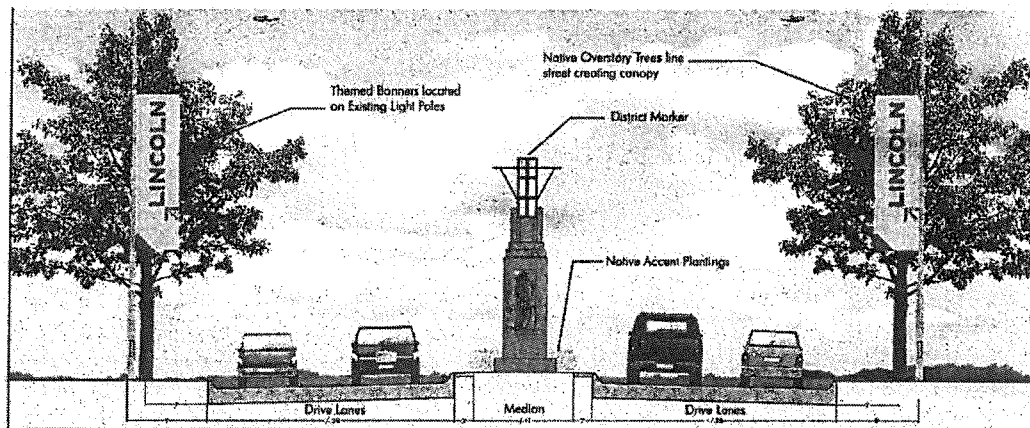 Native Overstory Trees line
street creating canopy
Themed Banners located
on Existing Light Poles
District Marker
LINCOLN
LINCOLN
Native Accent Plantings
Drive Lanes
Median
Drive Lanes